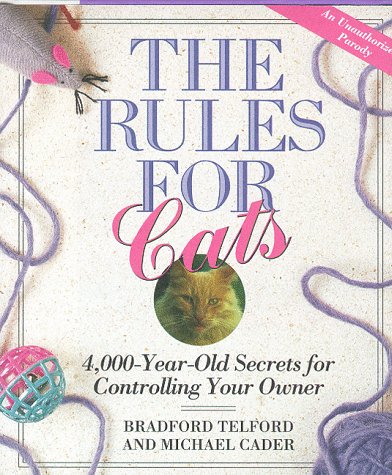 An Unauthorized
Parody
THE
RULES
FOR
Cats
4,000-Year-Old Secrets for
Controlling Your Owner
BRADFORD TELFORD
AND MICHAEL CADER